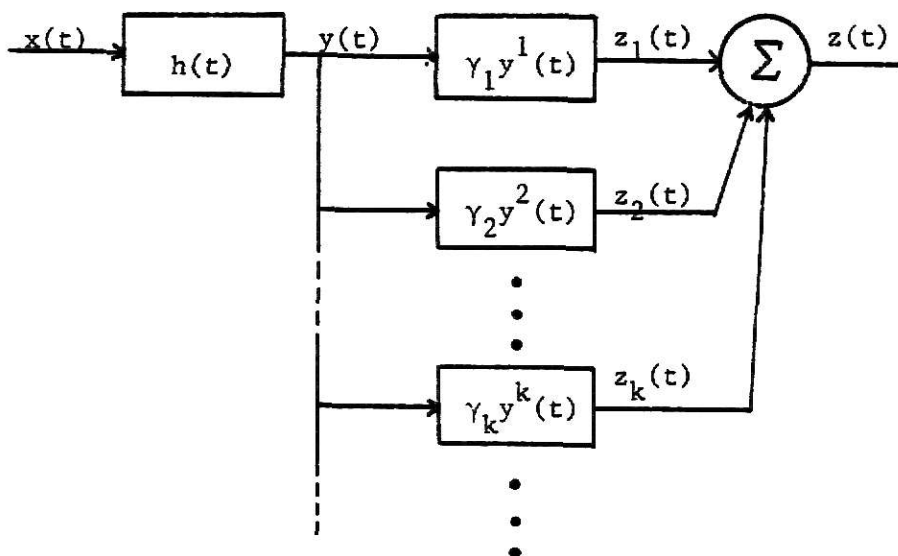 x(t)
h(t)
y(t)
γ₁y¹(t)
z₁(t)
Σ
z(t)
γ₂y²(t)
z₂(t)
γₖyᵏ(t)
zₖ(t)